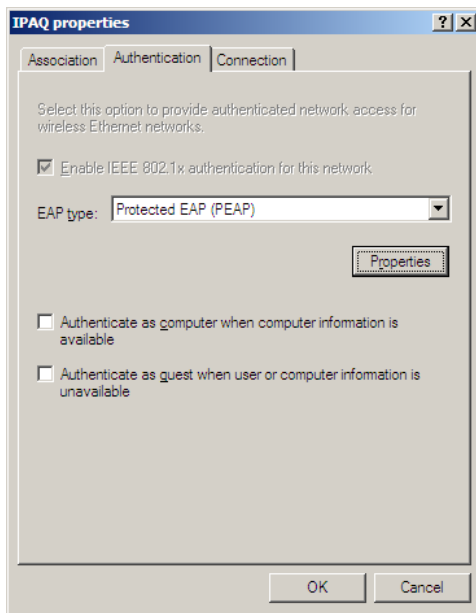 IPAQ properties
Association Authentication Connection
Select this option to provide authenticated network access for
wireless Ethernet networks.
Enable IEEE 802.1x authentication for this network
EAP type: Protected EAP (PEAP)
Properties
Authenticate as computer when computer information is
available
Authenticate as guest when user or computer information is
unavailable
OK Cancel